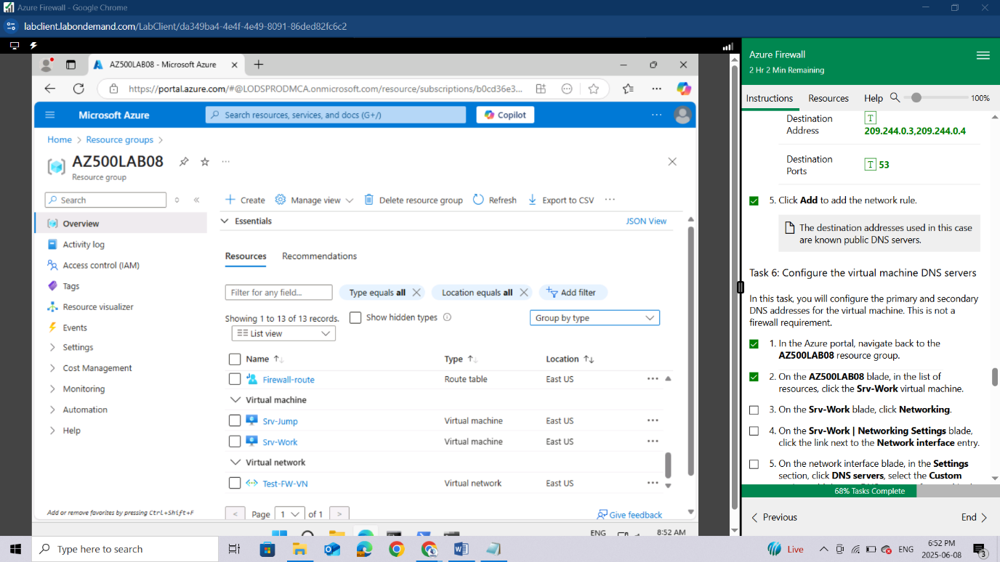 Azure Firewall - Google Chrome
labclient.labondemand.com/LabClient/da349ba4-4e4f-4e49-8091-86ded82fc6c2
AZ500LAB08 - Microsoft Azure
https://portal.azure.com/#@LODSPRODMCA.onmicrosoft.com/resource/subscriptions/b0cd36e3...
Microsoft Azure
Search resources, services, and docs (G+/)
Copilot
Home > Resource groups >
AZ500LAB08
Resource group
Search
Create
Manage view
Delete resource group
Refresh
Export to CSV
Overview
Activity log
Access control (IAM)
Tags
Resource visualizer
Events
Settings
Cost Management
Monitoring
Automation
Help
Add or remove favorites by pressing Ctrl+Shift+F
Essentials
JSON View
Resources
Recommendations
Filter for any field...
Type equals all
Location equals all
Add filter
Showing 1 to 13 of 13 records.
Show hidden types
Group by type
List view
Name
Type
Location
Firewall-route Route table East US
Virtual machine
Srv-Jump Virtual machine East US
Srv-Work Virtual machine East US
Virtual network
Test-FW-VN Virtual network East US
< Page 1 of 1 >
Give feedback
ENG
8:52 AM
Azure Firewall
2 Hr 2 Min Remaining
Instructions
Resources
Help
100%
Destination
Address
T
209.244.0.3,209.244.0.4
Destination
Ports
T 53
5. Click Add to add the network rule.
The destination addresses used in this case
are known public DNS servers.
Task 6: Configure the virtual machine DNS servers
In this task, you will configure the primary and secondary
DNS addresses for the virtual machine. This is not a
firewall requirement.
1. In the Azure portal, navigate back to the
AZ500LAB08 resource group.
2. On the AZ500LAB08 blade, in the list of
resources, click the Srv-Work virtual machine.
3. On the Srv-Work blade, click Networking.
4. On the Srv-Work | Networking Settings blade,
click the link next to the Network interface entry.
5. On the network interface blade, in the Settings
section, click DNS servers, select the Custom
68% Tasks Complete
< Previous
End >
Type here to search
Live
ENG
6:52 PM
2025-06-08
3